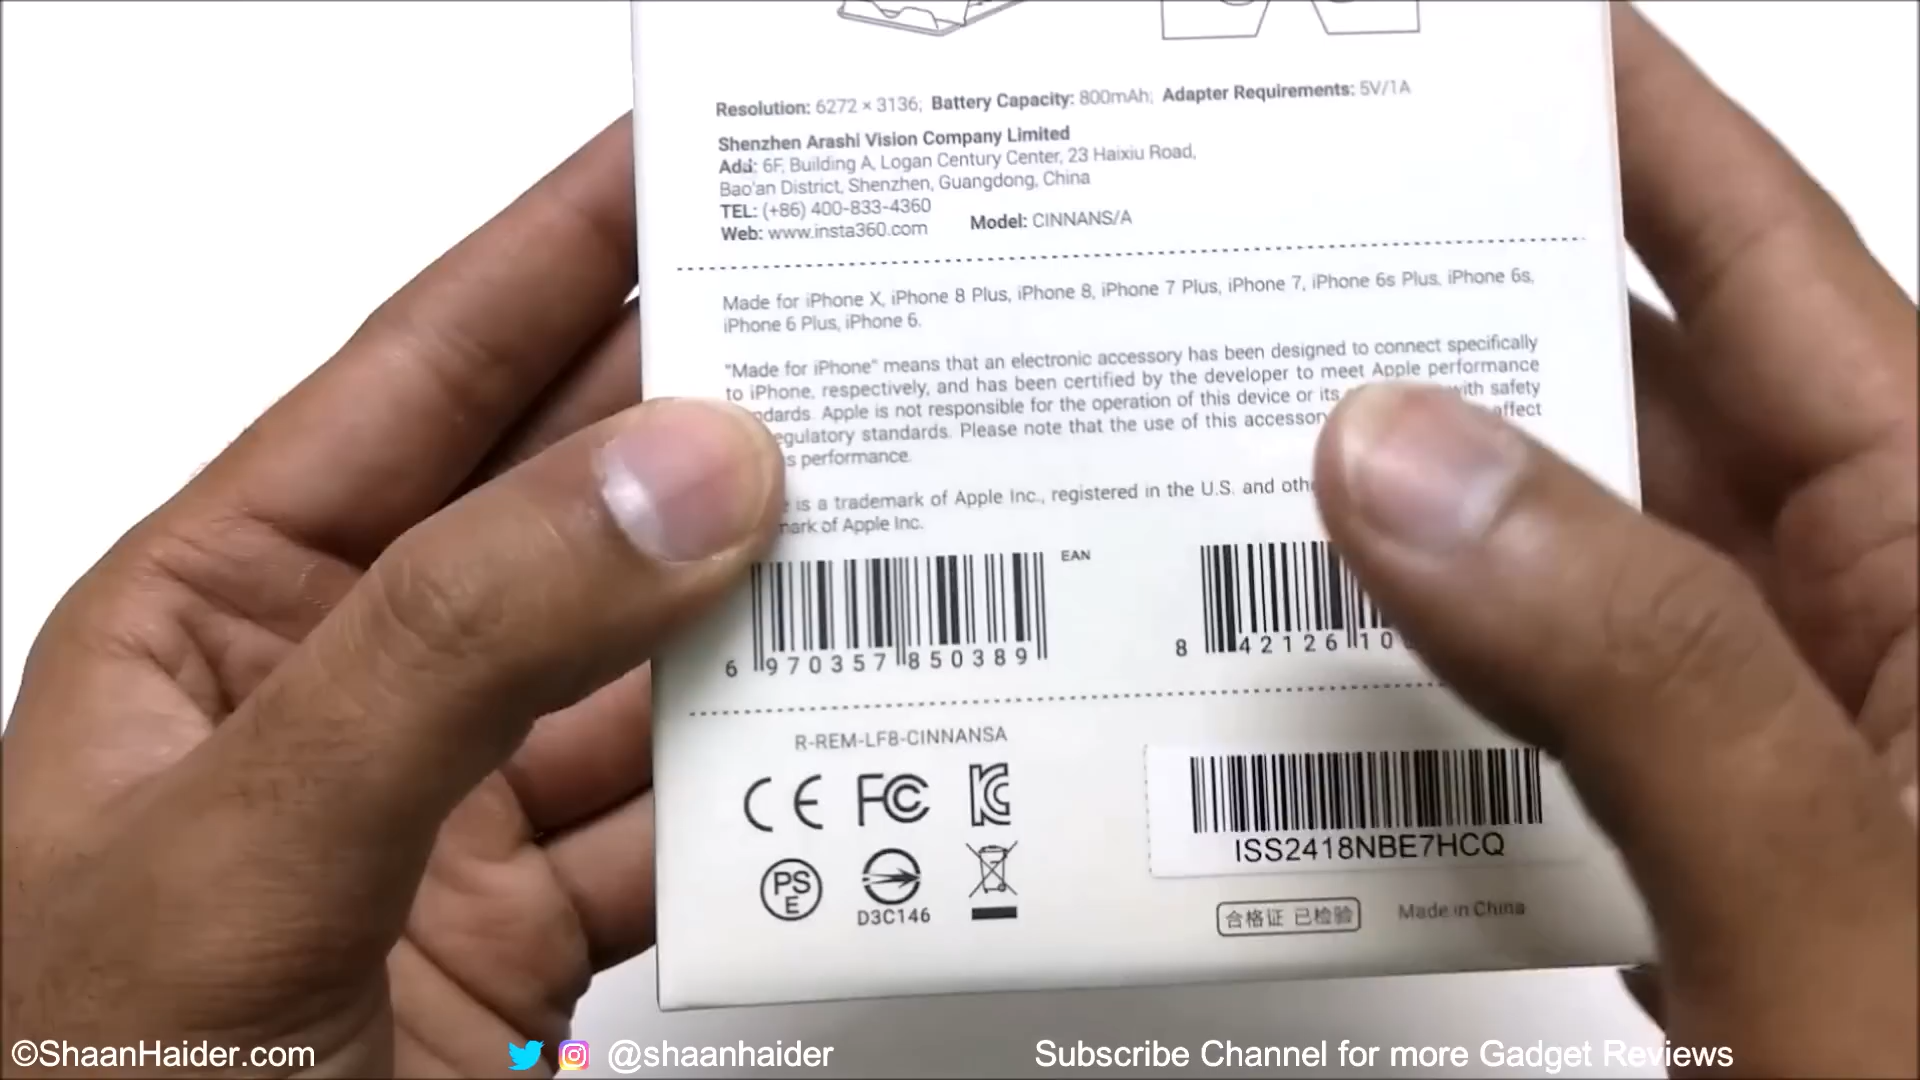 Resolution: 6272 × 3136; Battery Capacity: 800mAh; Adapter Requirements: 5V/1A
Shenzhen Arashi Vision Company Limited
Add: 6F, Building A, Logan Century Center, 23 Haixiu Road,
Bao'an District, Shenzhen, Guangdong, China
TEL: (+86) 400-833-4360
Web: www.insta360.com Model: CINNANS/A
Made for iPhone X, iPhone 8 Plus, iPhone 8, iPhone 7 Plus, iPhone 7, iPhone 6s Plus, iPhone 6s,
iPhone 6 Plus, iPhone 6.
"Made for iPhone" means that an electronic accessory has been designed to connect specifically
to iPhone, respectively, and has been certified by the developer to meet Apple performance
Apple is not responsible for the operation of this device or its with safety
standards. Please note that the use of this accessory
performance.
is a trademark of Apple Inc., registered in the U.S. and
of Apple Inc.
EAN
6 970357 850389
8 42126 10
R-REM-LF8-CINNANSA
CE FC
PS
E
D3C146
ISS2418NBE7HCQ
合格证 已检验 Made in China
©ShaanHaider.com @shaanhaider Subscribe Channel for more Gadget Reviews